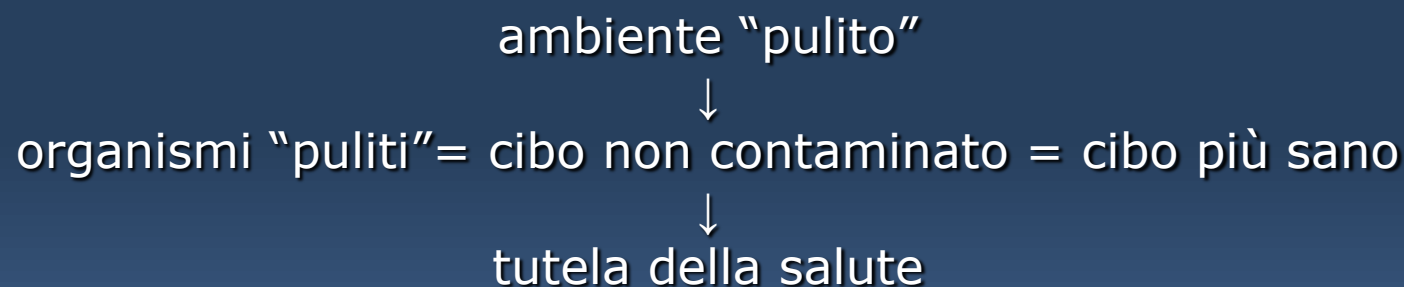 ambiente “pulito”
↓
organismi “puliti”= cibo non contaminato = cibo più sano
↓
tutela della salute